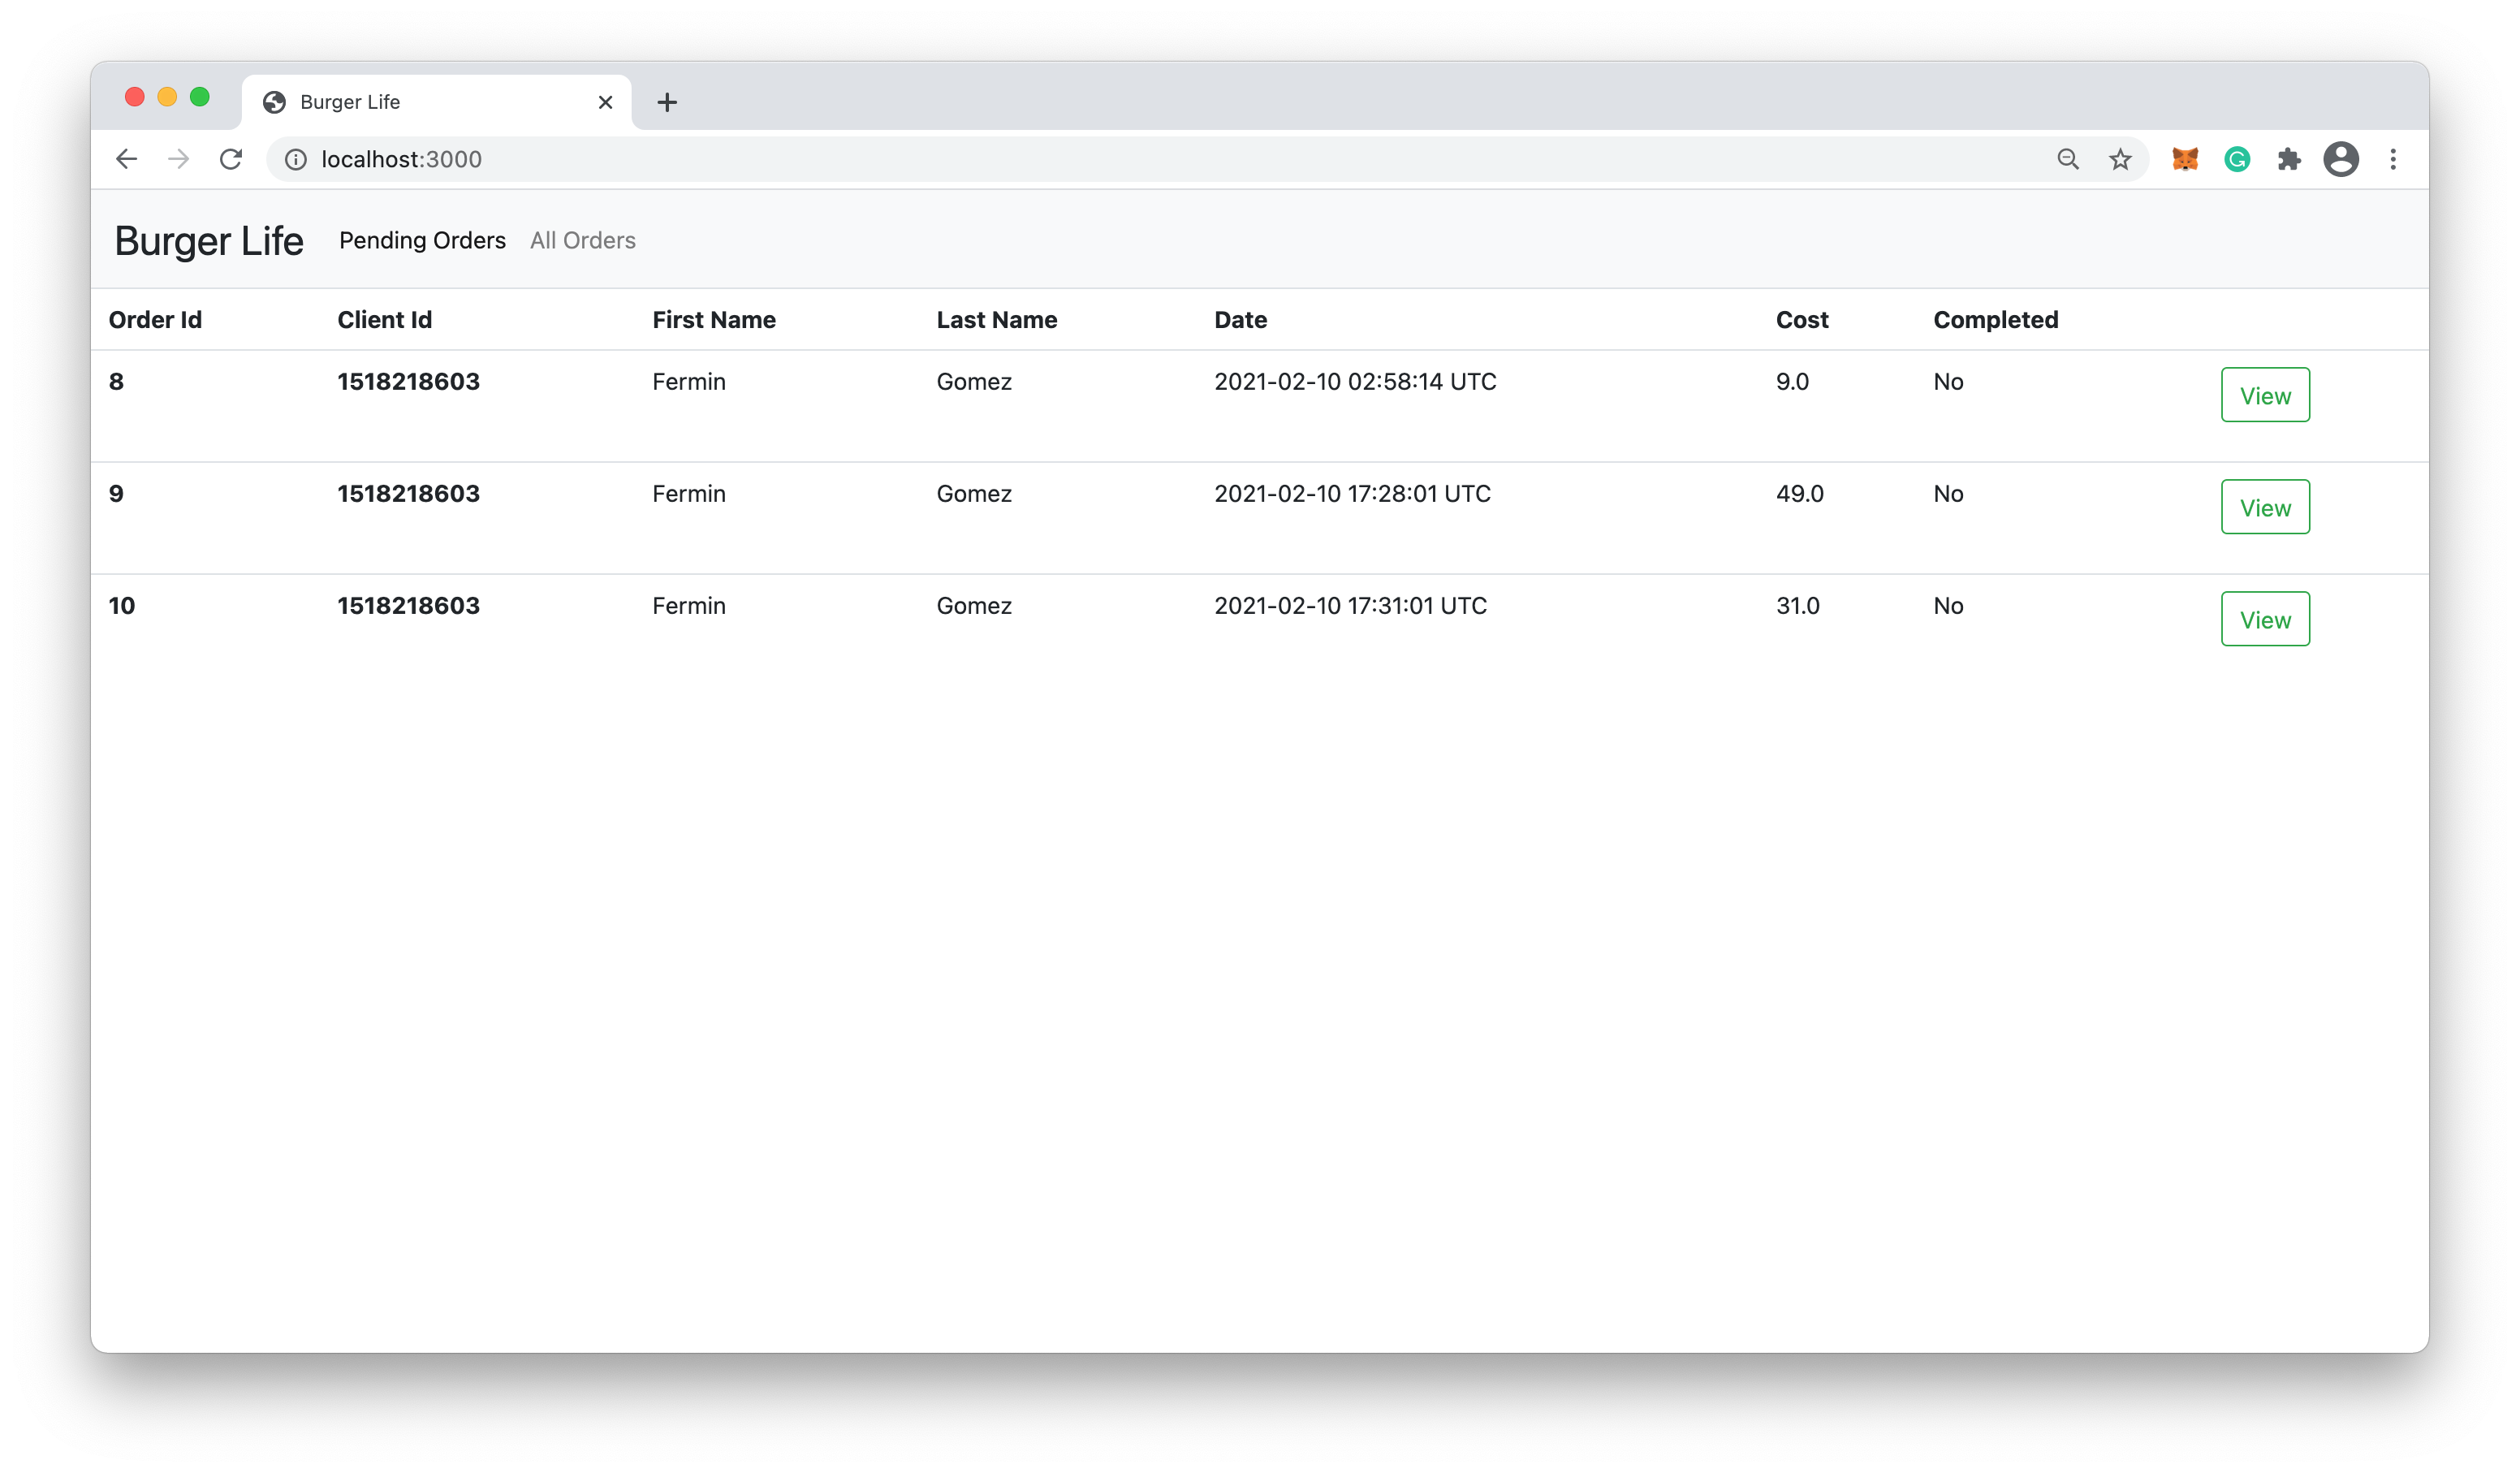 Burger Life
localhost:3000
Burger Life Pending Orders All Orders
Order Id Client Id First Name Last Name Date Cost Completed
8 1518218603 Fermin Gomez 2021-02-10 02:58:14 UTC 9.0 No View
9 1518218603 Fermin Gomez 2021-02-10 17:28:01 UTC 49.0 No View
10 1518218603 Fermin Gomez 2021-02-10 17:31:01 UTC 31.0 No View